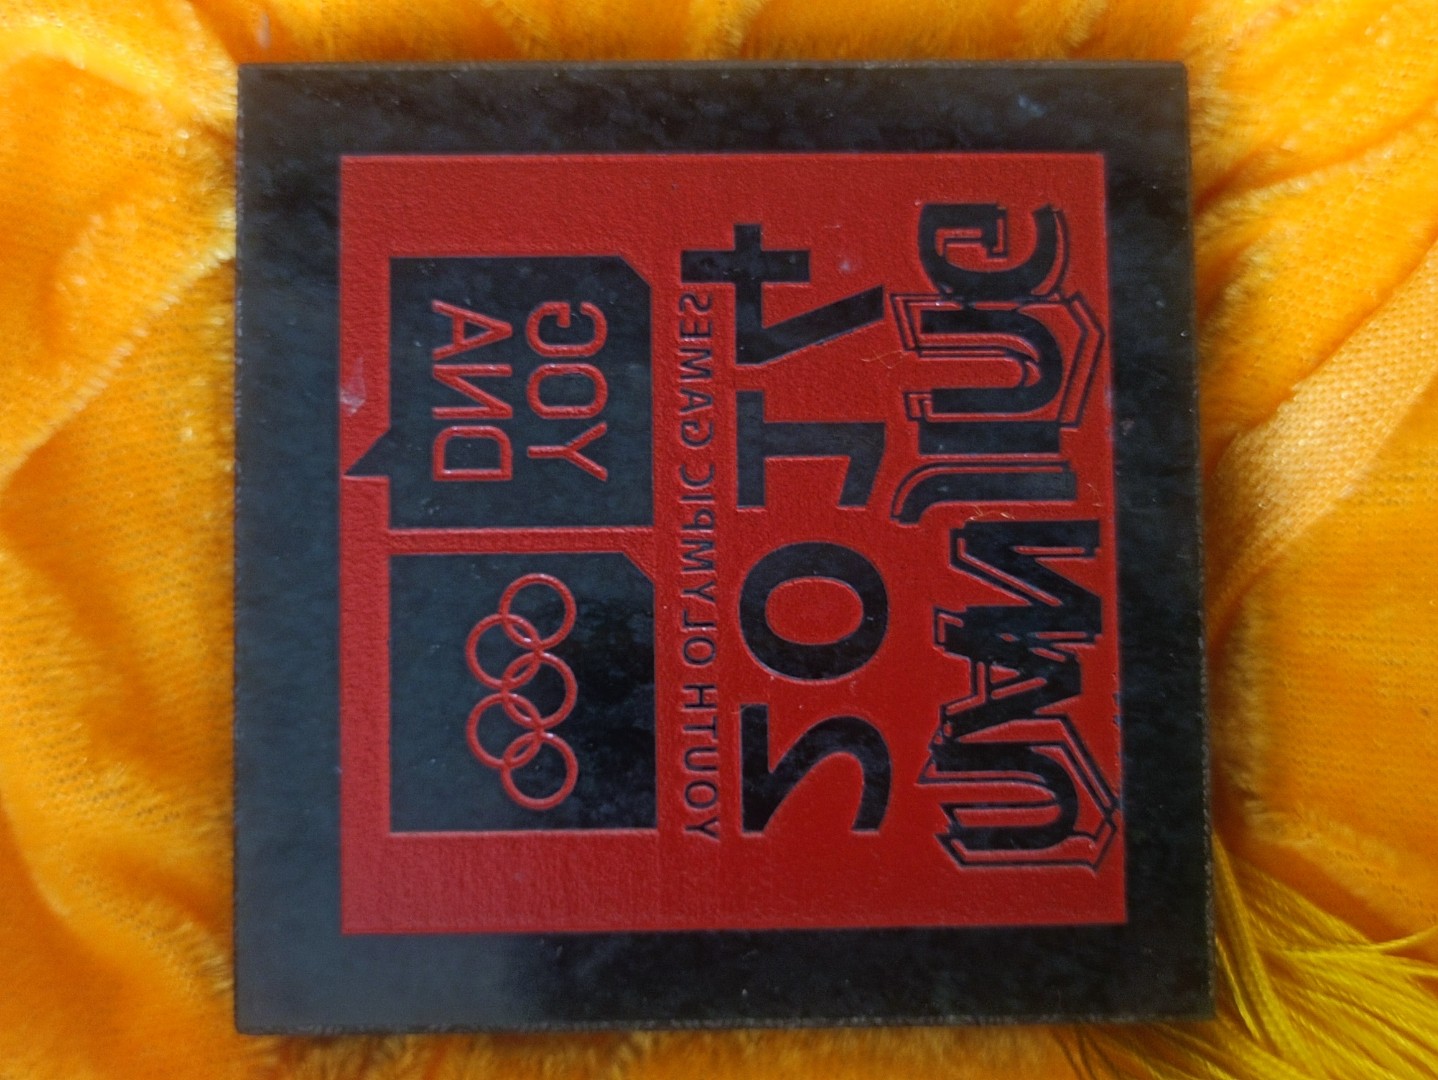 NANJING
2014
YOUTH OLYMPIC GAMES
YOG
DNA